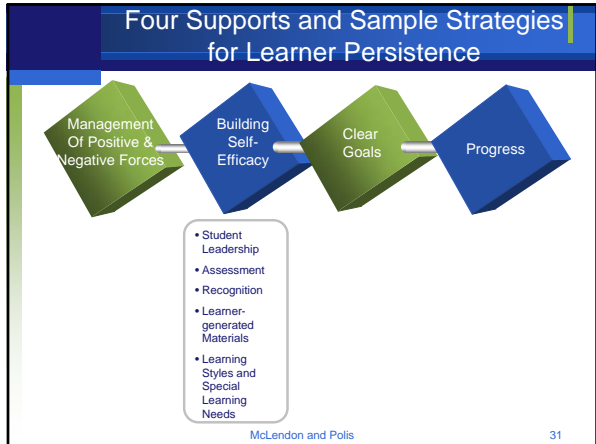 Four Supports and Sample Strategies
for Learner Persistence
Management
Of Positive &
Negative Forces
Building
Self-
Efficacy
Clear
Goals
Progress
• Student
Leadership
• Assessment
• Recognition
• Learner-
generated
Materials
• Learning
Styles and
Special
Learning
Needs
McLendon and Polis
31